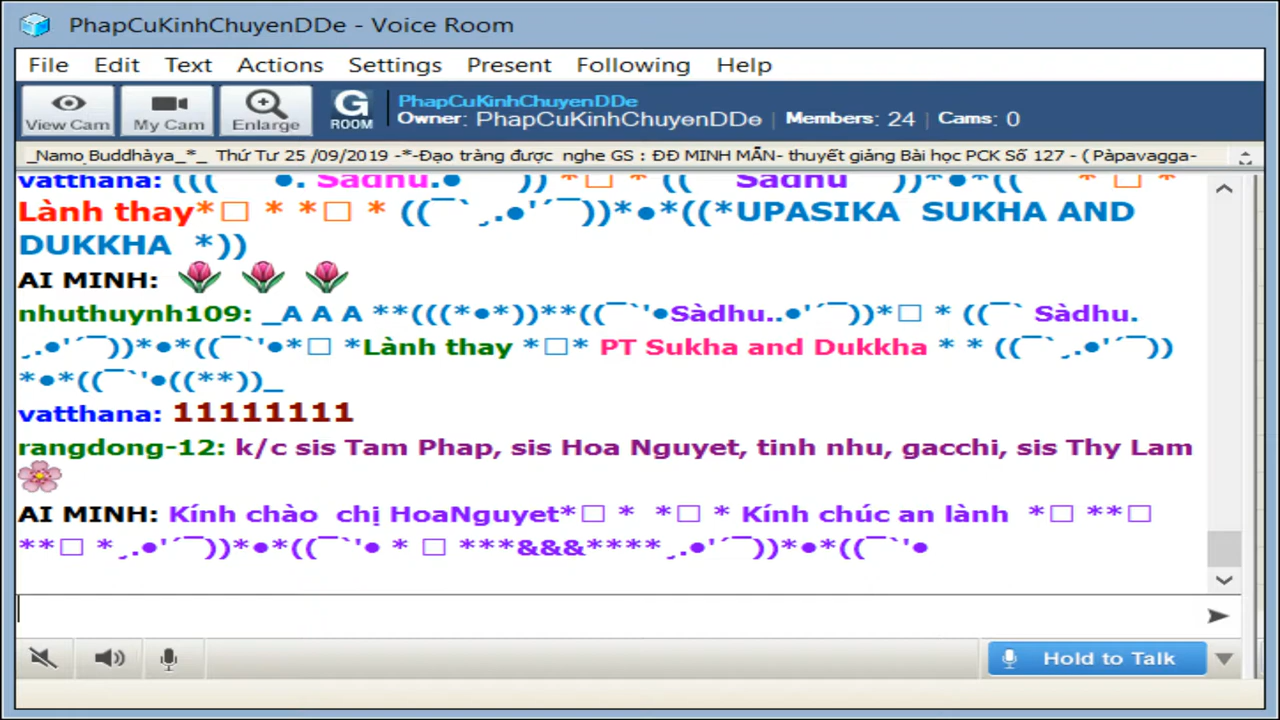 PhapCuKinhChuyenDDe - Voice Room
File Edit Text Actions Settings Present Following Help
View Cam My Cam Enlarge G ROOM
PhapCuKinhChuyenDDe
Owner: PhapCuKinhChuyenDDe | Members: 24 | Cams: 0
_Namo_Buddhàya_*_ Thứ Tư 25 /09/2019 -*-Đạo tràng được nghe GS : ĐĐ MINH MẪN- thuyết giảng Bài học PCK Số 127 - ( Pàpavagga-
vatthana: (((      ●. Sàdhu.●      )) *□ * ((      Sàdhu      ))*●*((      * □ *
Lành thay*□ * *□ * ((¯`¸.●'´¯))*●*((*UPASIKA SUKHA AND
DUKKHA *))
AI MINH: 🌷 🌷 🌷
nhuthuynh109: _A A A **(((*●*))**((¯`'●Sàdhu..●'´¯))*□ * ((¯` Sàdhu.
¸.●'´¯))*●*((¯`'●*□ *Lành thay *□* PT Sukha and Dukkha * * ((¯`¸.●'´¯))
*●*((¯`'●((**))_
vatthana: 11111111
rangdong-12: k/c sis Tam Phap, sis Hoa Nguyet, tinh nhu, gacchi, sis Thy Lam
🌸
AI MINH: Kính chào chị HoaNguyet*□ * *□ * Kính chúc an lành *□ **□
**□ *¸.●'´¯))*●*((¯`'● * □ ***&&&****¸.●'´¯))*●*((¯`'●
Hold to Talk